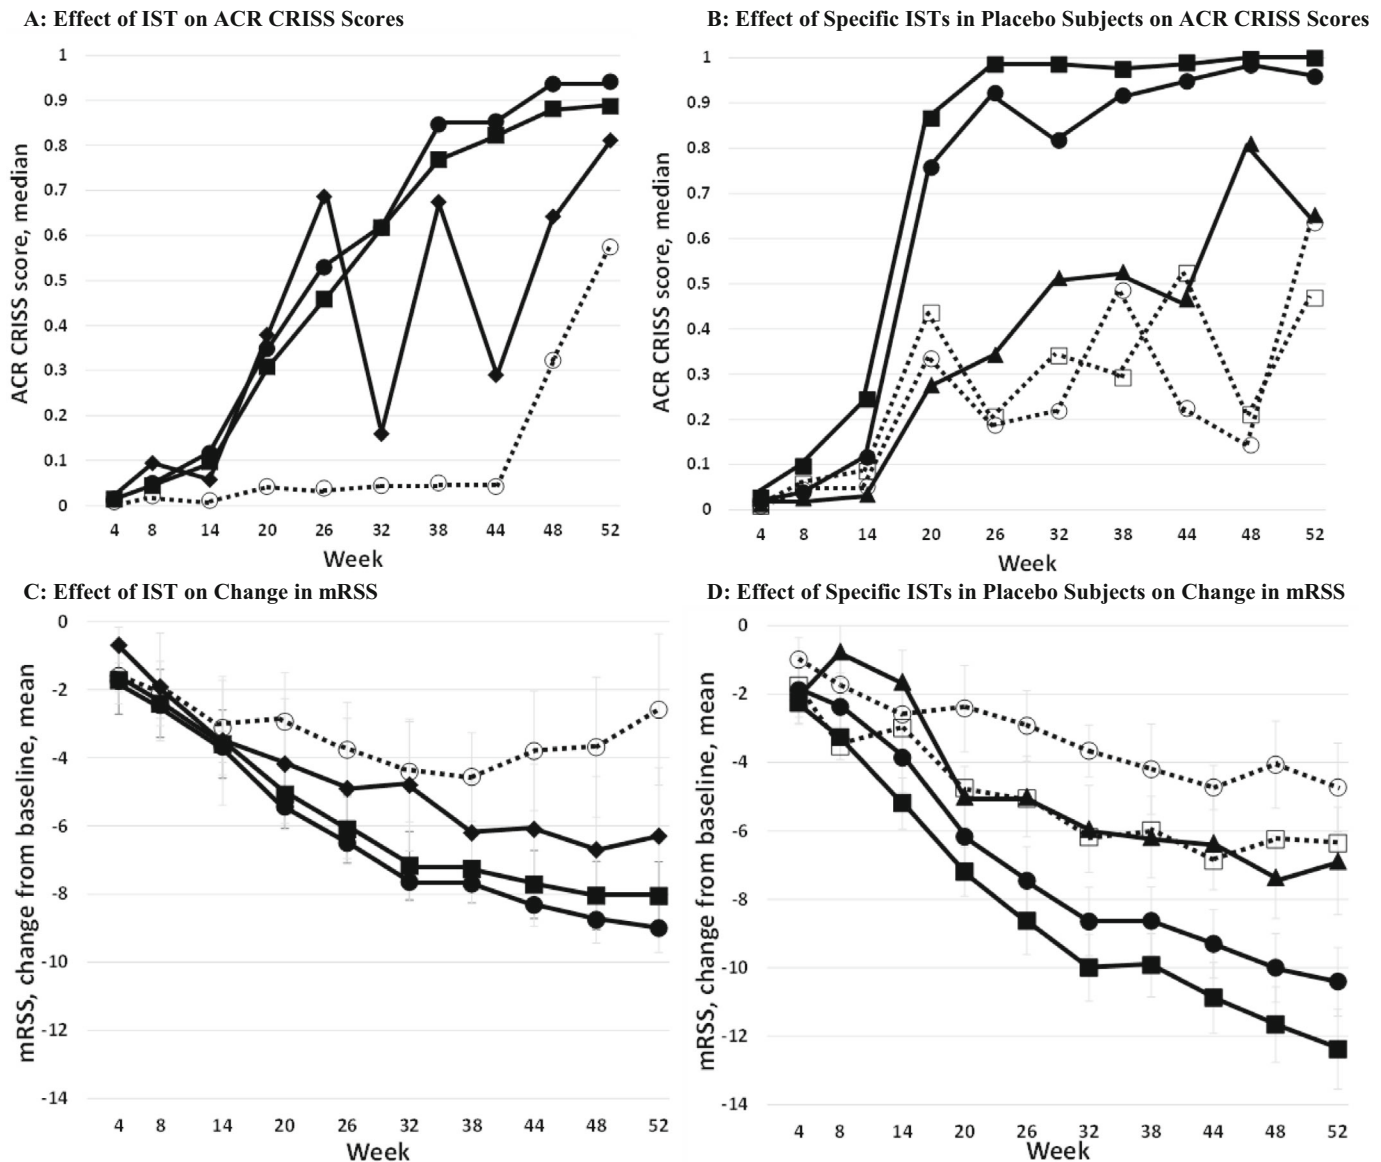 A: Effect of IST on ACR CRISS Scores
B: Effect of Specific ISTs in Placebo Subjects on ACR CRISS Scores
ACR CRISS score, median
1
0.9
0.8
0.7
0.6
0.5
0.4
0.3
0.2
0.1
0
4 8 14 20 26 32 38 44 48 52
Week
ACR CRISS score, median
1
0.9
0.8
0.7
0.6
0.5
0.4
0.3
0.2
0.1
0
4 8 14 20 26 32 38 44 48 52
Week
C: Effect of IST on Change in mRSS
D: Effect of Specific ISTs in Placebo Subjects on Change in mRSS
mRSS, change from baseline, mean
0
-2
-4
-6
-8
-10
-12
-14
4 8 14 20 26 32 38 44 48 52
Week
mRSS, change from baseline, mean
0
-2
-4
-6
-8
-10
-12
-14
4 8 14 20 26 32 38 44 48 52
Week